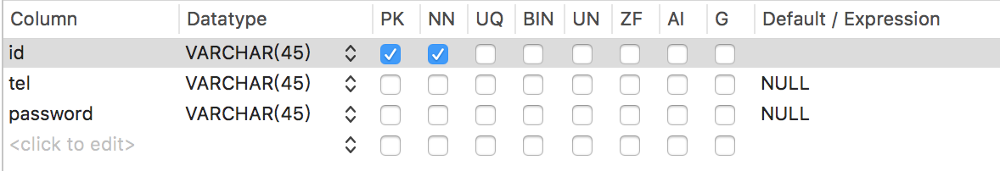 Column Datatype PK NN UQ BIN UN ZF AI G Default / Expression
id VARCHAR(45)
tel VARCHAR(45) NULL
password VARCHAR(45) NULL
<click to edit>